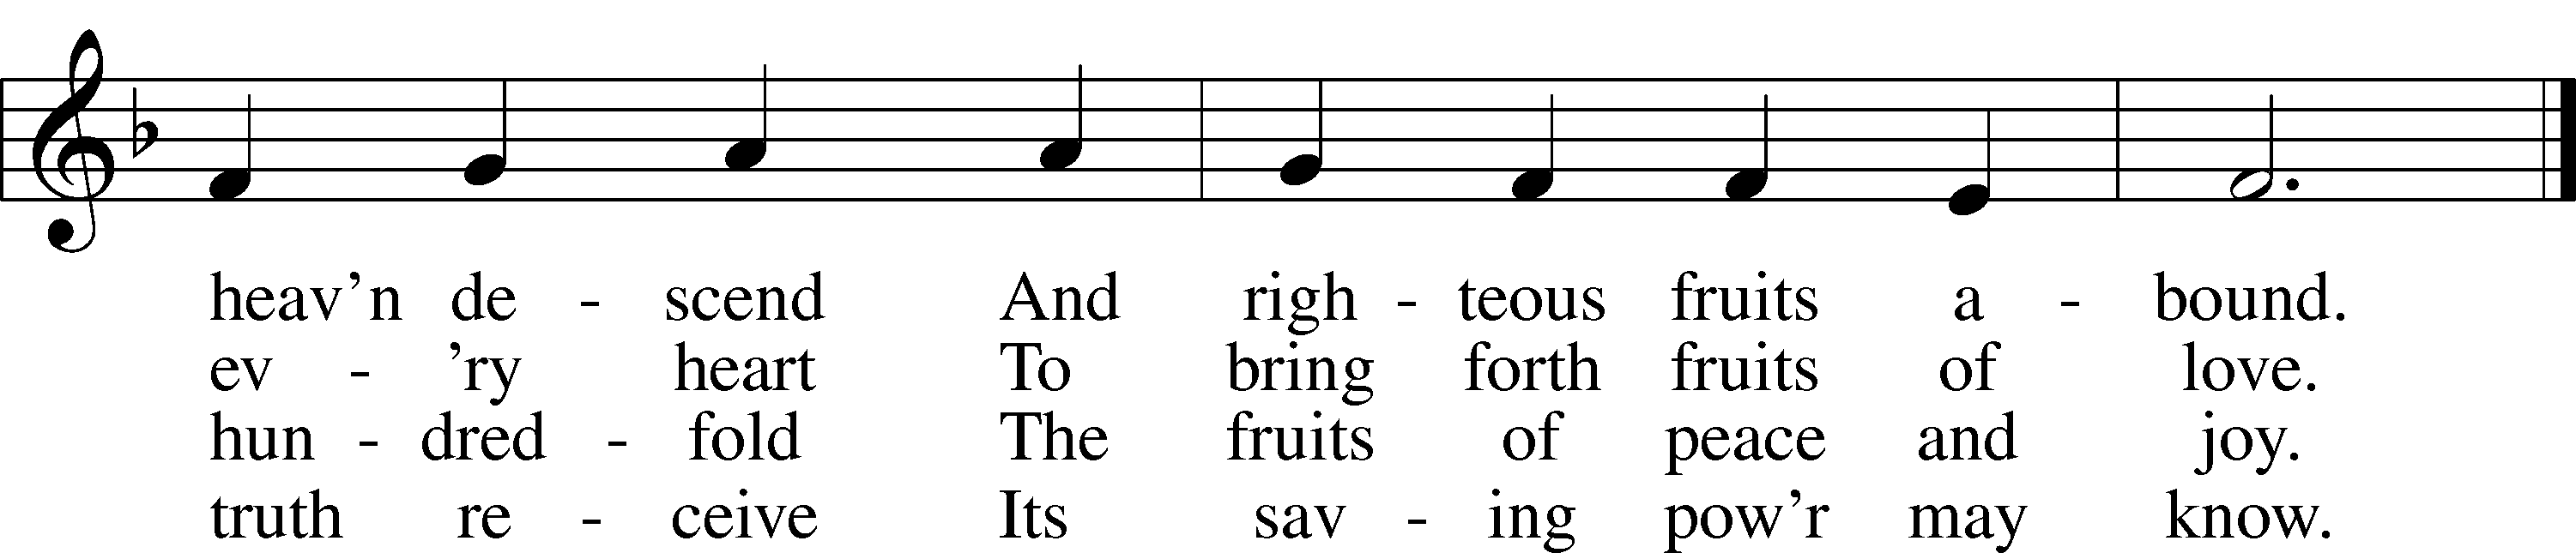 heav’n de - scend And righ - teous fruits a - bound.
ev - ’ry heart To bring forth fruits of love.
hun - dred - fold The fruits of peace and joy.
truth re - ceive Its sav - ing pow'r may know.